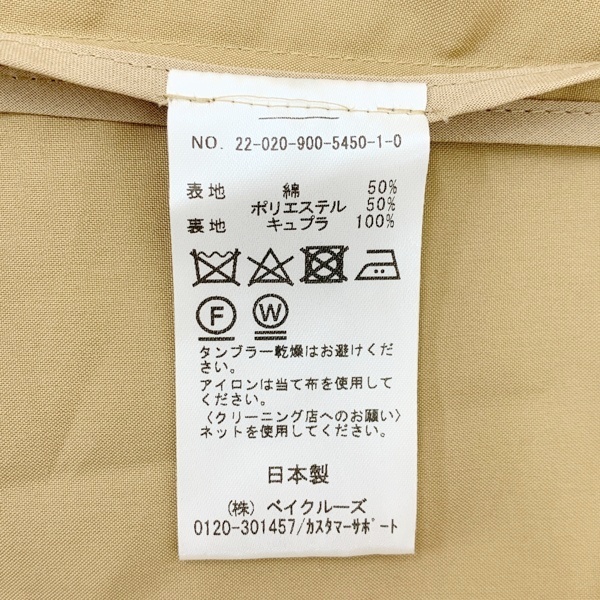 NO. 22-020-900-5450-1-0
表地 綿 50%
ポリエステル 50%
裏地 キュプラ 100%
F W
タンブラー乾燥はお避けくださ
い。
アイロンは当て布を使用して
ください。
〈クリーニング店へのお願い〉
ネットを使用してください。
日本製
(株) ベイクルーズ
0120-301457/カスタマーサポート